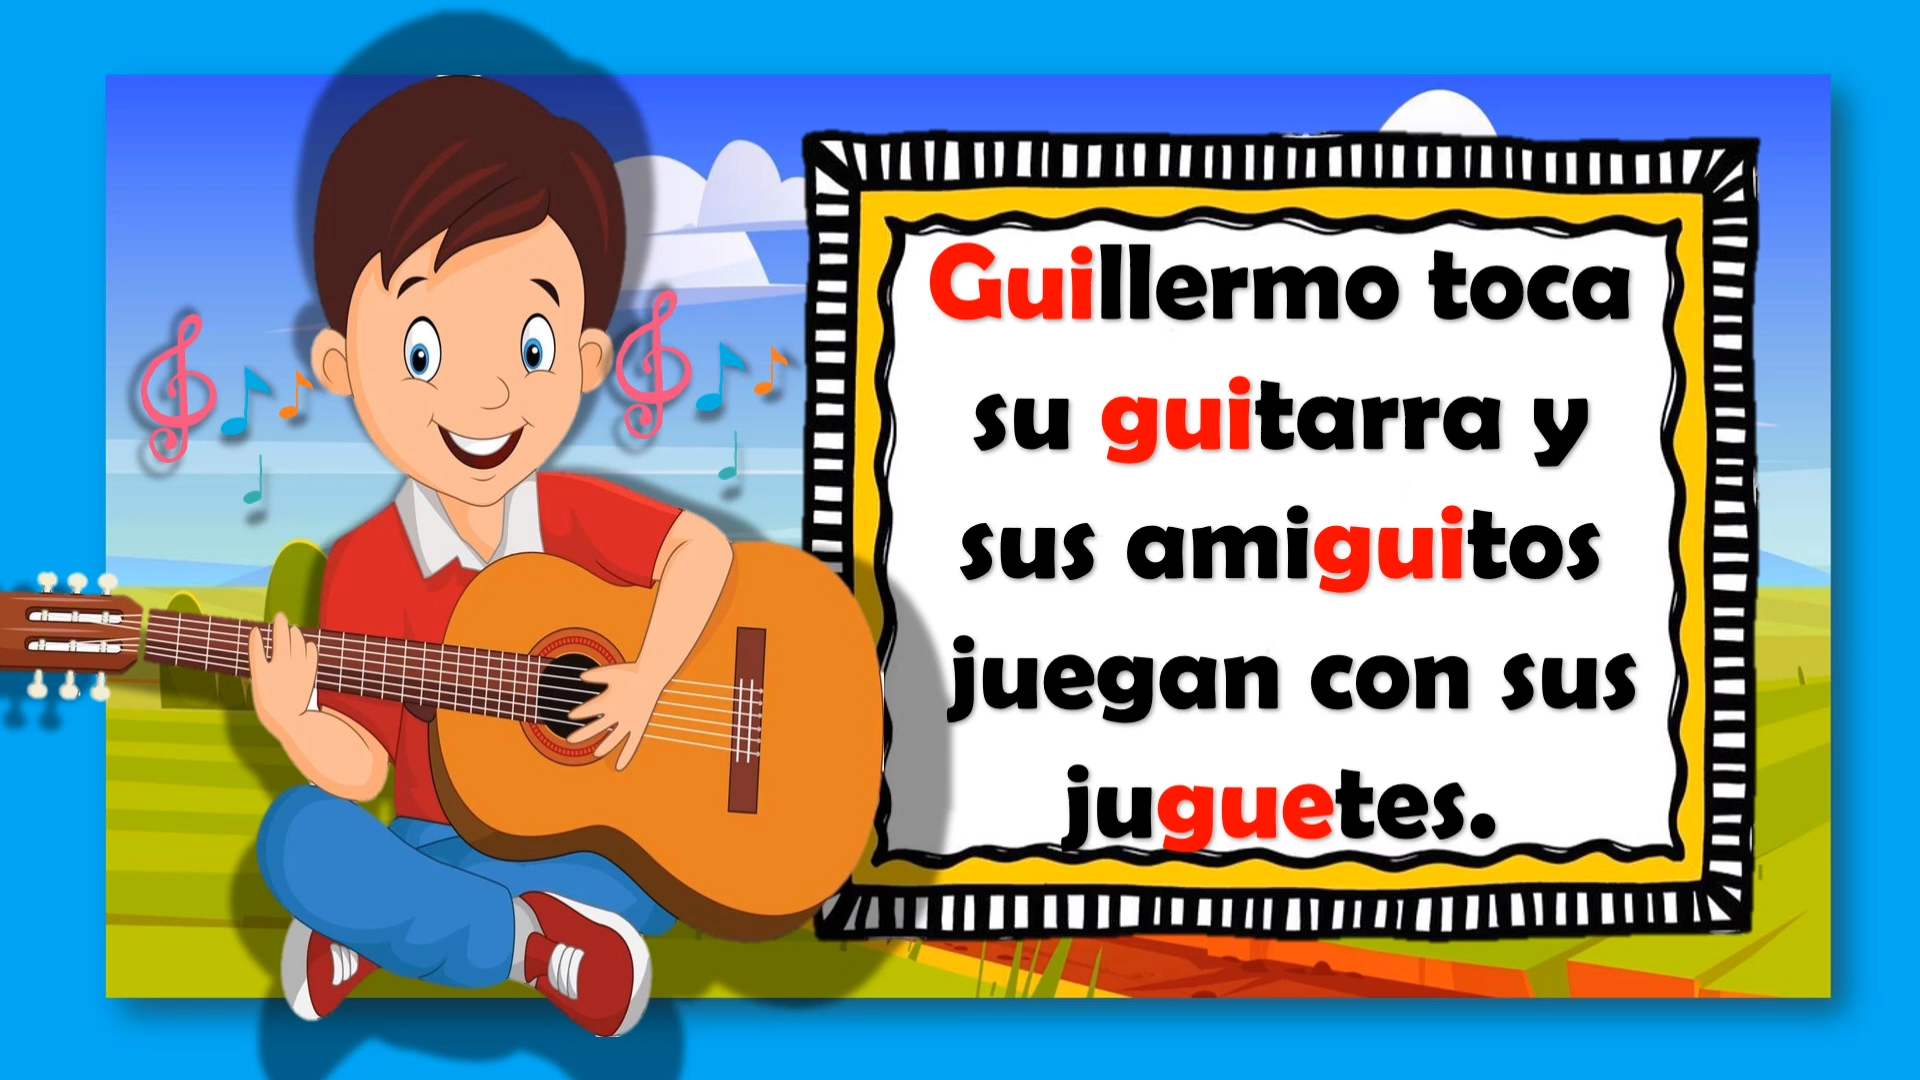 Guillermo toca
su guitarra y
sus amiguitos
juegan con sus
juguetes.